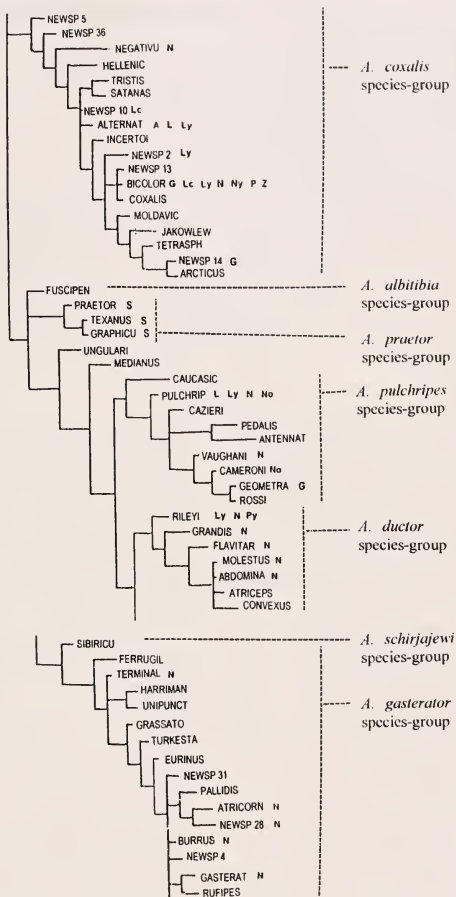 NEWSP 5
NEWSP 36
NEGATIVU N
HELLENIC
A. coxalis
species-group
TRISTIS
SATANAS
NEWSP 10 Lc
ALTERNAT A L Ly
INCERTOI
NEWSP 2 Ly
NEWSP 13
BICOLOR G Lc Ly N Ny P Z
COXALIS
MOLDAVIC
JAKOWLEW
TETRASPH
NEWSP 14 G
ARCTICUS
FUSCIPEN
A. albitibia
species-group
PRAETOR S
TEXANUS S
GRAPHICU S
A. praetor
species-group
UNGULARI
MEDIANUS
CAUCASIC
A. pulchripes
species-group
PULCHRIP L Ly N No
CAZIERI
PEDALIS
ANTENNAT
VAUGHANI N
CAMERONI No
GEOMETRA G
ROSSI
RILEYI Ly N Py
GRANDIS N
A. ductor
species-group
FLAVITAR N
MOLESTUS N
ABDOMINA N
ATRICEPS
CONVEXUS
SIBIRICU
A. schirjajewi
species-group
FERRUGIL
TERMINAL N
HARRIMAN
UNIPUNCT
A. gasterator
species-group
GRASSATO
TURKESTA
EURINUS
NEWSP 31
PALLIDIS
ATRICORN N
NEWSP 28 N
BURRUS N
NEWSP 4
GASTERAT N
RUFIPES